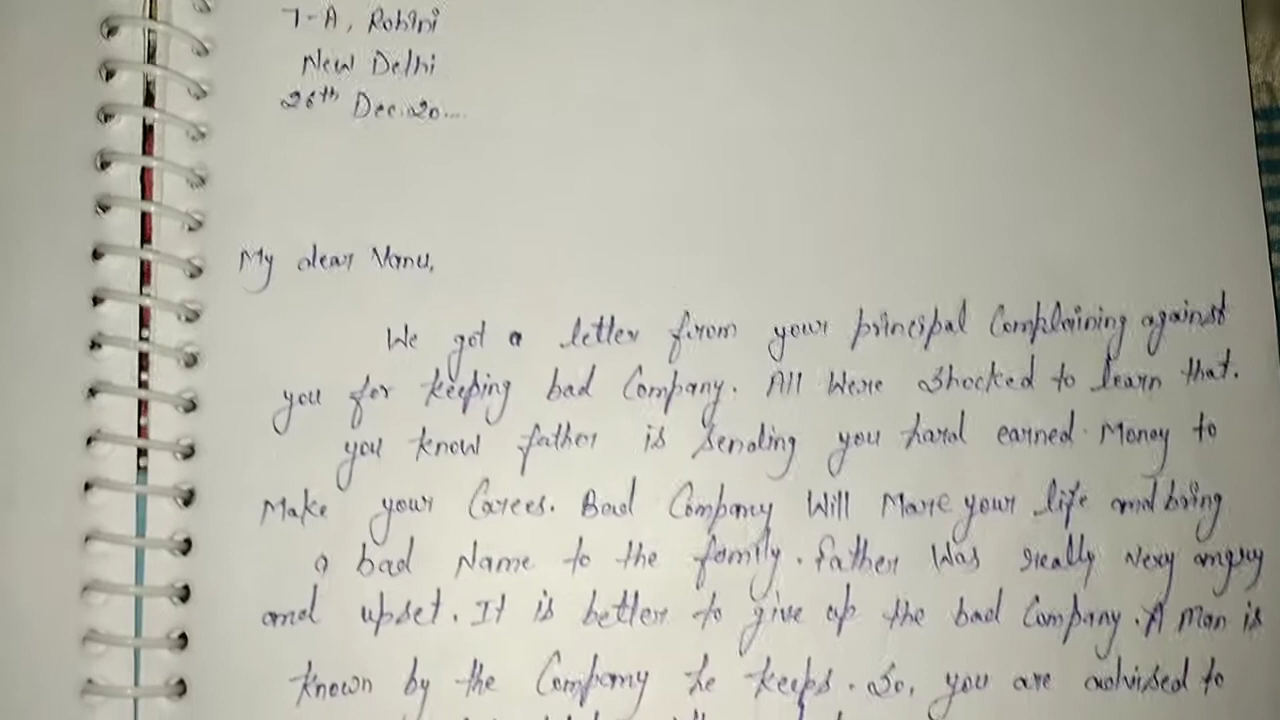 7-A, Rohini
New Delhi
26th Dec. 20....
My dear Vanu,
We got a letter from your principal Complaining against
you for keeping bad Company. All Were shocked to learn that.
you know father is sending you hard earned Money to
Make your Carees. Bad Company Will Mare your life and bring
a bad Name to the family. father Was really very angry
and upset. It is better to give up the bad Company. A Man is
known by the Company he keeps. So, you are advised to